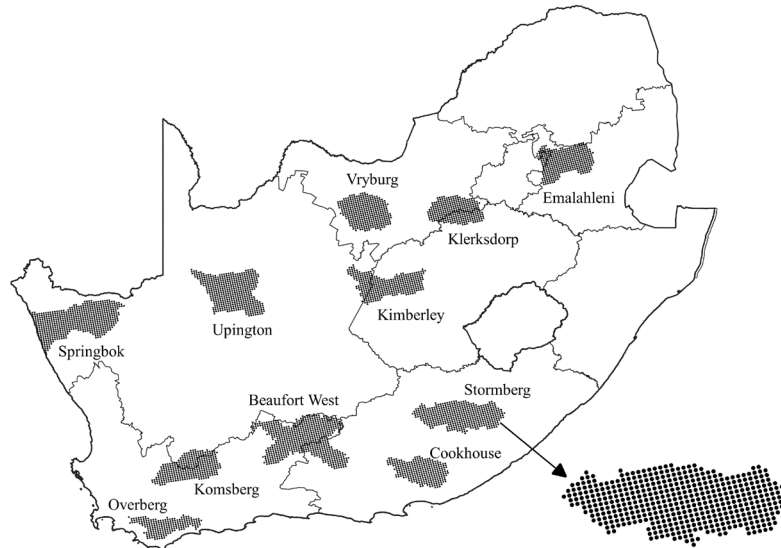 Vryburg
Emalahleni
Klerksdorp
Upington
Kimberley
Springbok
Beaufort West
Stormberg
Cookhouse
Komsberg
Overberg